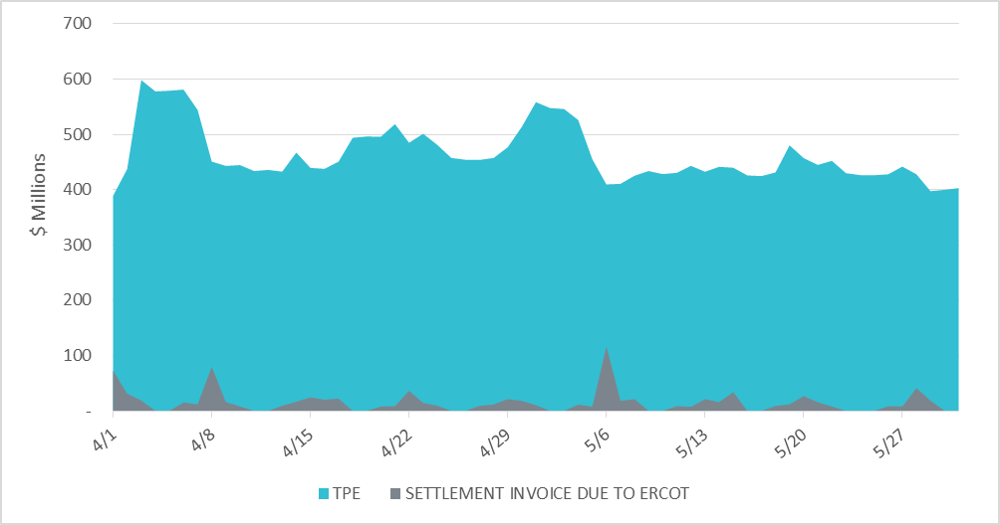 700
600
500
400
300
200
100
-
$ Millions
4/1 4/8 4/15 4/22 4/29 5/6 5/13 5/20 5/27
TPE SETTLEMENT INVOICE DUE TO ERCOT